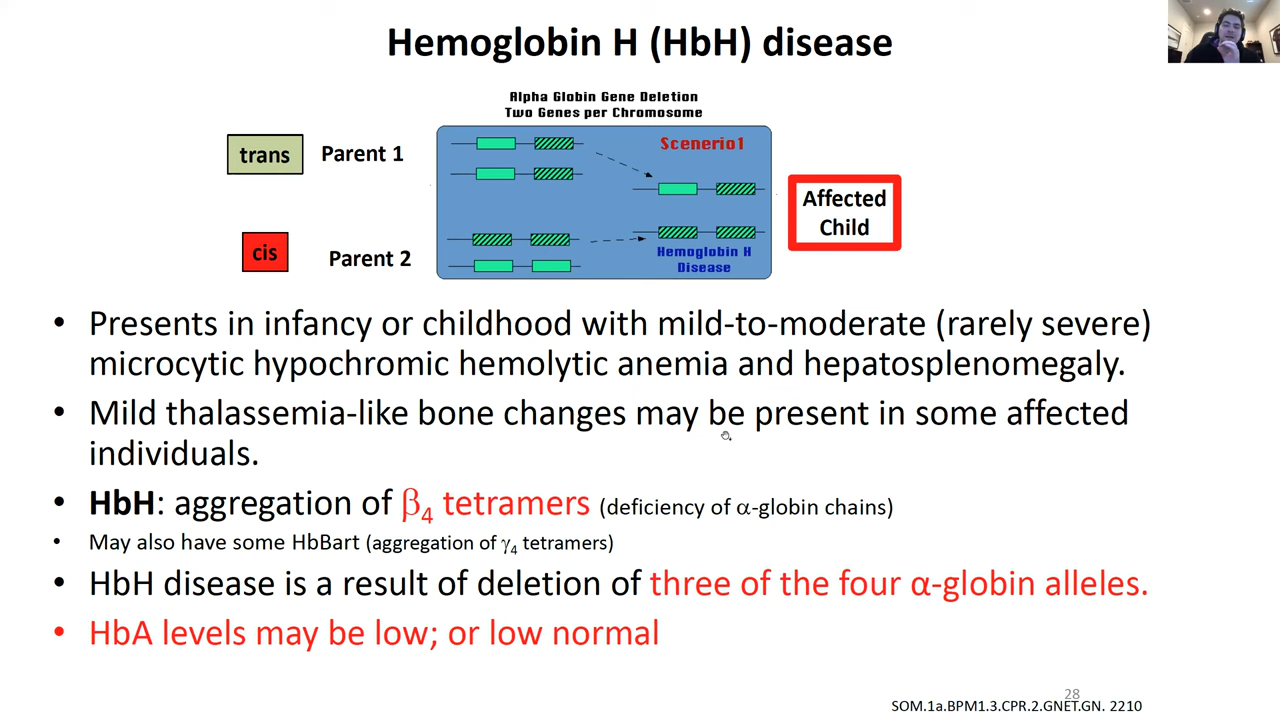 Hemoglobin H (HbH) disease
Alpha Globin Gene Deletion
Two Genes per Chromosome
trans
Parent 1
Scenerio1
Affected
Child
cis
Parent 2
Hemoglobin H
Disease
• Presents in infancy or childhood with mild-to-moderate (rarely severe)
microcytic hypochromic hemolytic anemia and hepatosplenomegaly.
• Mild thalassemia-like bone changes may be present in some affected
individuals.
• HbH: aggregation of β₄ tetramers (deficiency of α-globin chains)
• May also have some HbBart (aggregation of γ₄ tetramers)
• HbH disease is a result of deletion of three of the four α-globin alleles.
• HbA levels may be low; or low normal
28
SOM.1a.BPM1.3.CPR.2.GNET.GN. 2210